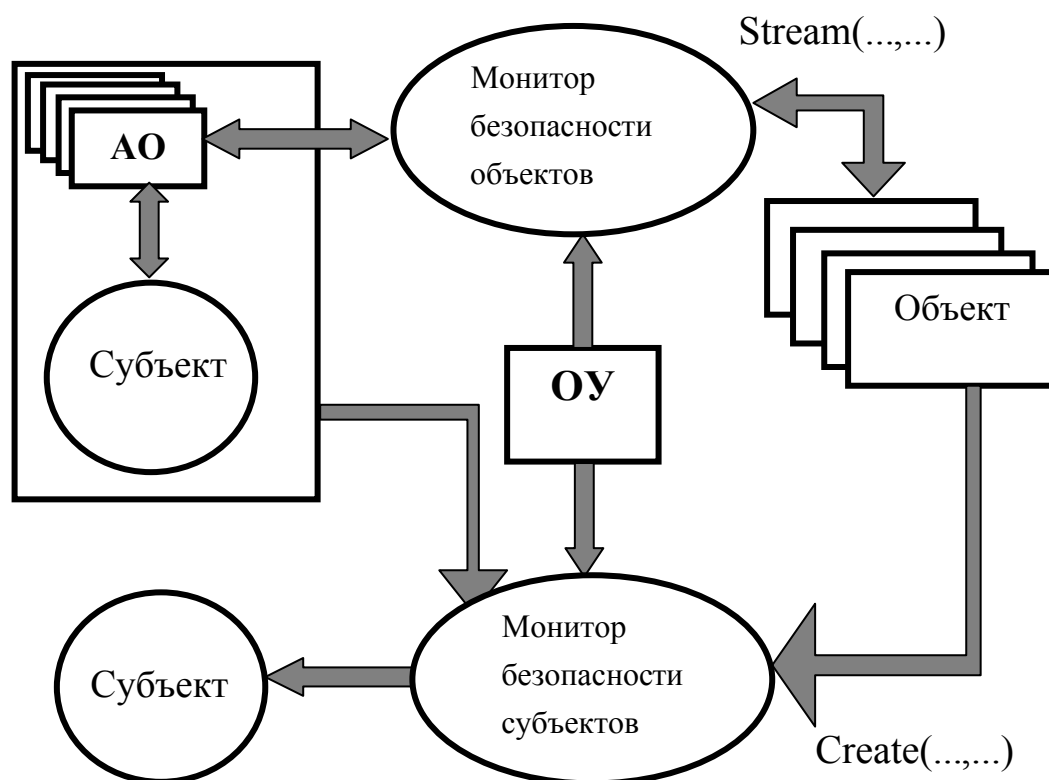 Stream(...,...)
Монитор
безопасности
объектов
АО
Объект
Субъект
ОУ
Монитор
безопасности
субъектов
Субъект
Create(...,...)